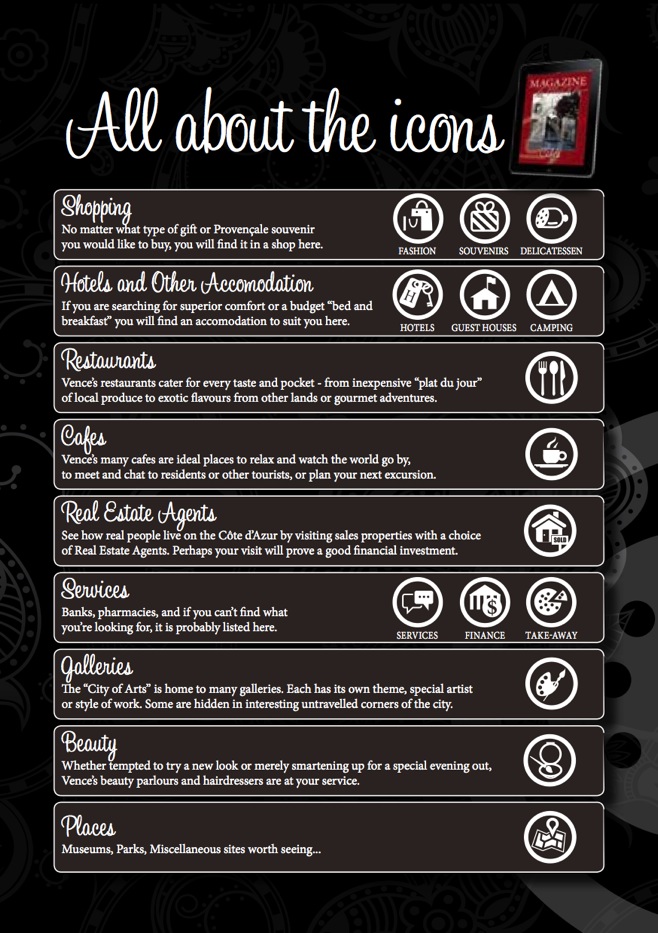 All about the icons
MAGAZINE
Shopping
No matter what type of gift or Provençale souvenir
you would like to buy, you will find it in a shop here.
FASHION SOUVENIRS DELICATESSEN
Hotels and Other Accomodation
If you are searching for superior comfort or a budget “bed and
breakfast” you will find an accomodation to suit you here.
H
HOTELS GUEST HOUSES CAMPING
Restaurants
Vence’s restaurants cater for every taste and pocket - from inexpensive “plat du jour”
of local produce to exotic flavours from other lands or gourmet adventures.
Cafes
Vence’s many cafes are ideal places to relax and watch the world go by,
to meet and chat to residents or other tourists, or plan your next excursion.
Real Estate Agents
See how real people live on the Côte d’Azur by visiting sales properties with a choice
of Real Estate Agents. Perhaps your visit will prove a good financial investment.
SOLD
Services
Banks, pharmacies, and if you can’t find what
you’re looking for, it is probably listed here.
$
SERVICES FINANCE TAKE-AWAY
Galleries
The “City of Arts” is home to many galleries. Each has its own theme, special artist
or style of work. Some are hidden in interesting untravelled corners of the city.
Beauty
Whether tempted to try a new look or merely smartening up for a special evening out,
Vence’s beauty parlours and hairdressers are at your service.
Places
Museums, Parks, Miscellaneous sites worth seeing...